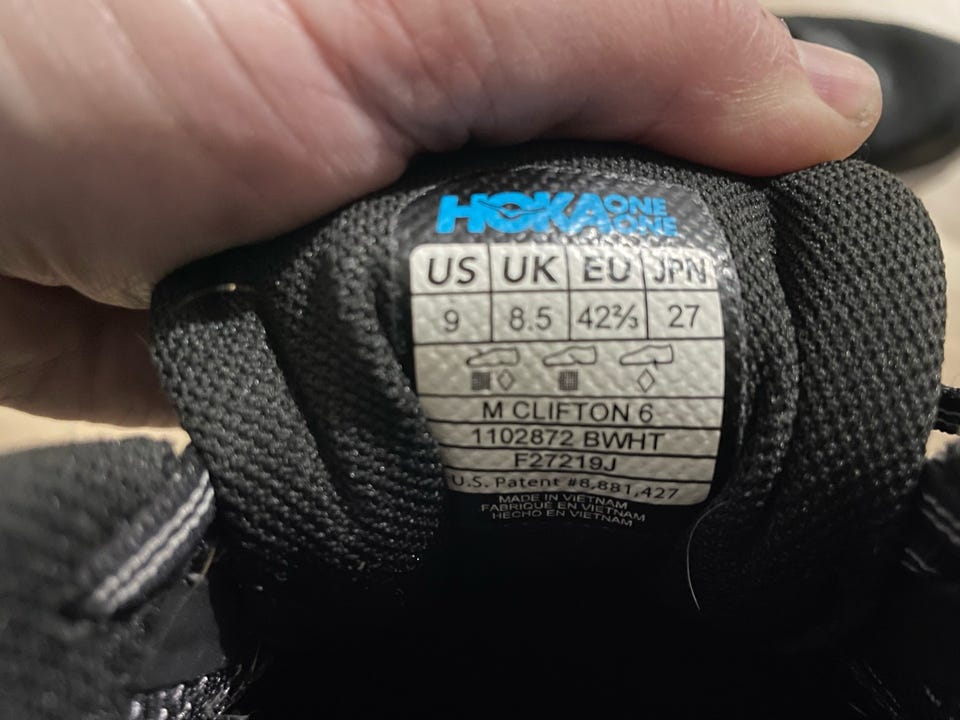 HOKA ONE ONE
US UK EU JPN
9 8.5 42⅔ 27
M CLIFTON 6
1102872 BWHT
F27219J
U.S. Patent #8,881,427
MADE IN VIETNAM
FABRIQUÉ EN VIETNAM
HECHO EN VIETNAM